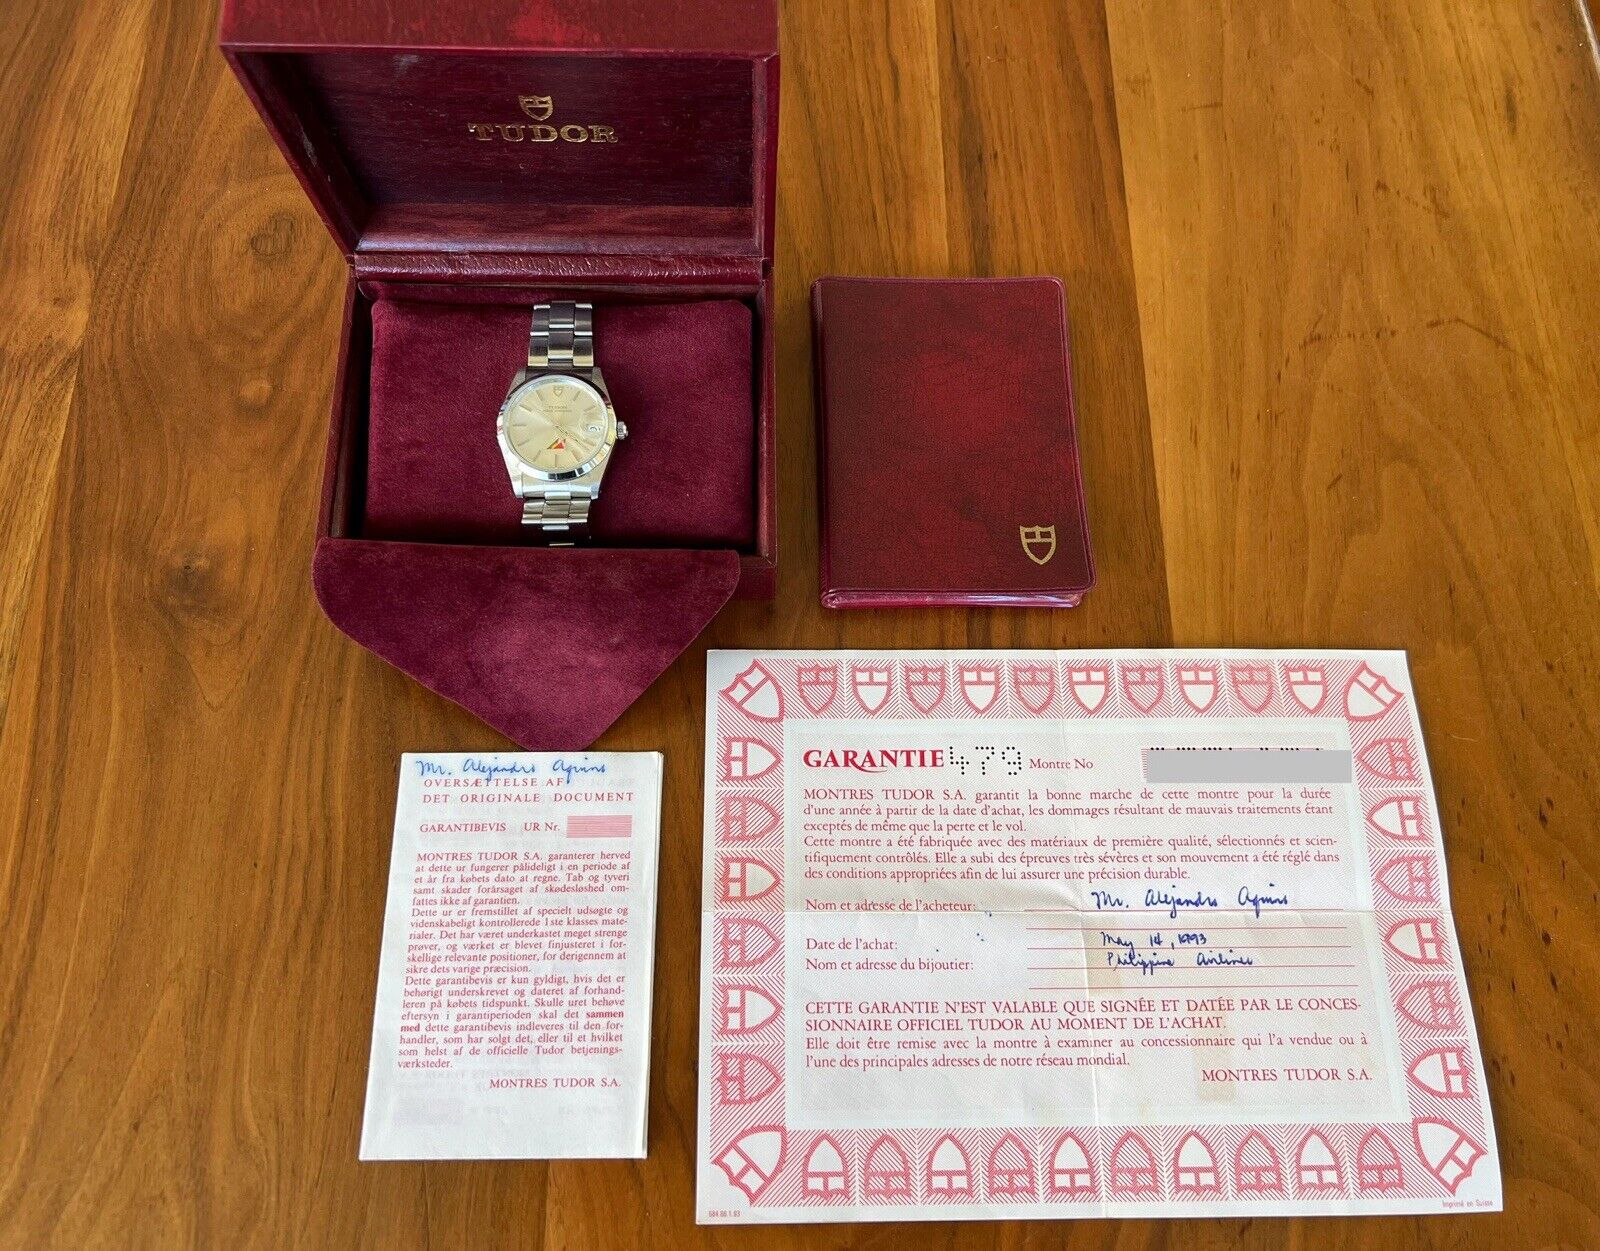 TUDOR
TUDOR
Mr. Alejandro Aquino
OVERSÆTTELSE AF
DET ORIGINALE DOCUMENT
GARANTIBEVIS UR Nr.
MONTRES TUDOR S.A. garanterer herved
at dette ur fungerer pålideligt i en periode af
et år fra købets dato at regne. Tab og tyveri
samt skader forårsaget af skødesløshed om-
fattes ikke af garantien.
Dette ur er fremstillet af specielt udsøgte og
videnskabeligt kontrollerede 1ste klasses mate-
rialer. Det har været underkastet meget strenge
prøver, og værket er blevet finjusteret i for-
skellige relevante positioner, for derigennem at
sikre dets varige præcision.
Dette garantibevis er kun gyldigt, hvis det er
behørigt underskrevet og dateret af forhand-
leren på købets tidspunkt. Skulle uret behøve
eftersyn i garantiperioden skal det sammen
med dette garantibevis indleveres til den for-
handler, som har solgt det, eller til et hvilket
som helst af de officielle Tudor betjenings-
værksteder.
MONTRES TUDOR S.A.
GARANTIE 479 Montre No
MONTRES TUDOR S.A. garantit la bonne marche de cette montre pour la durée
d'une année à partir de la date d'achat, les dommages résultant de mauvais traitements étant
exceptés de même que la perte et le vol.
Cette montre a été fabriquée avec des matériaux de première qualité, sélectionnés et scien-
tifiquement contrôlés. Elle a subi des épreuves très sévères et son mouvement a été réglé dans
des conditions appropriées afin de lui assurer une précision durable.
Nom et adresse de l'acheteur: Mr. Alejandro Aquino
Date de l'achat: May 14, 1993
Nom et adresse du bijoutier: Philippine Airlines
CETTE GARANTIE N'EST VALABLE QUE SIGNÉE ET DATÉE PAR LE CONCES-
SIONNAIRE OFFICIEL TUDOR AU MOMENT DE L'ACHAT.
Elle doit être remise avec la montre à examiner au concessionnaire qui l'a vendue ou à
l'une des principales adresses de notre réseau mondial.
MONTRES TUDOR S.A.
584.86.1.93
Imprimé en Suisse